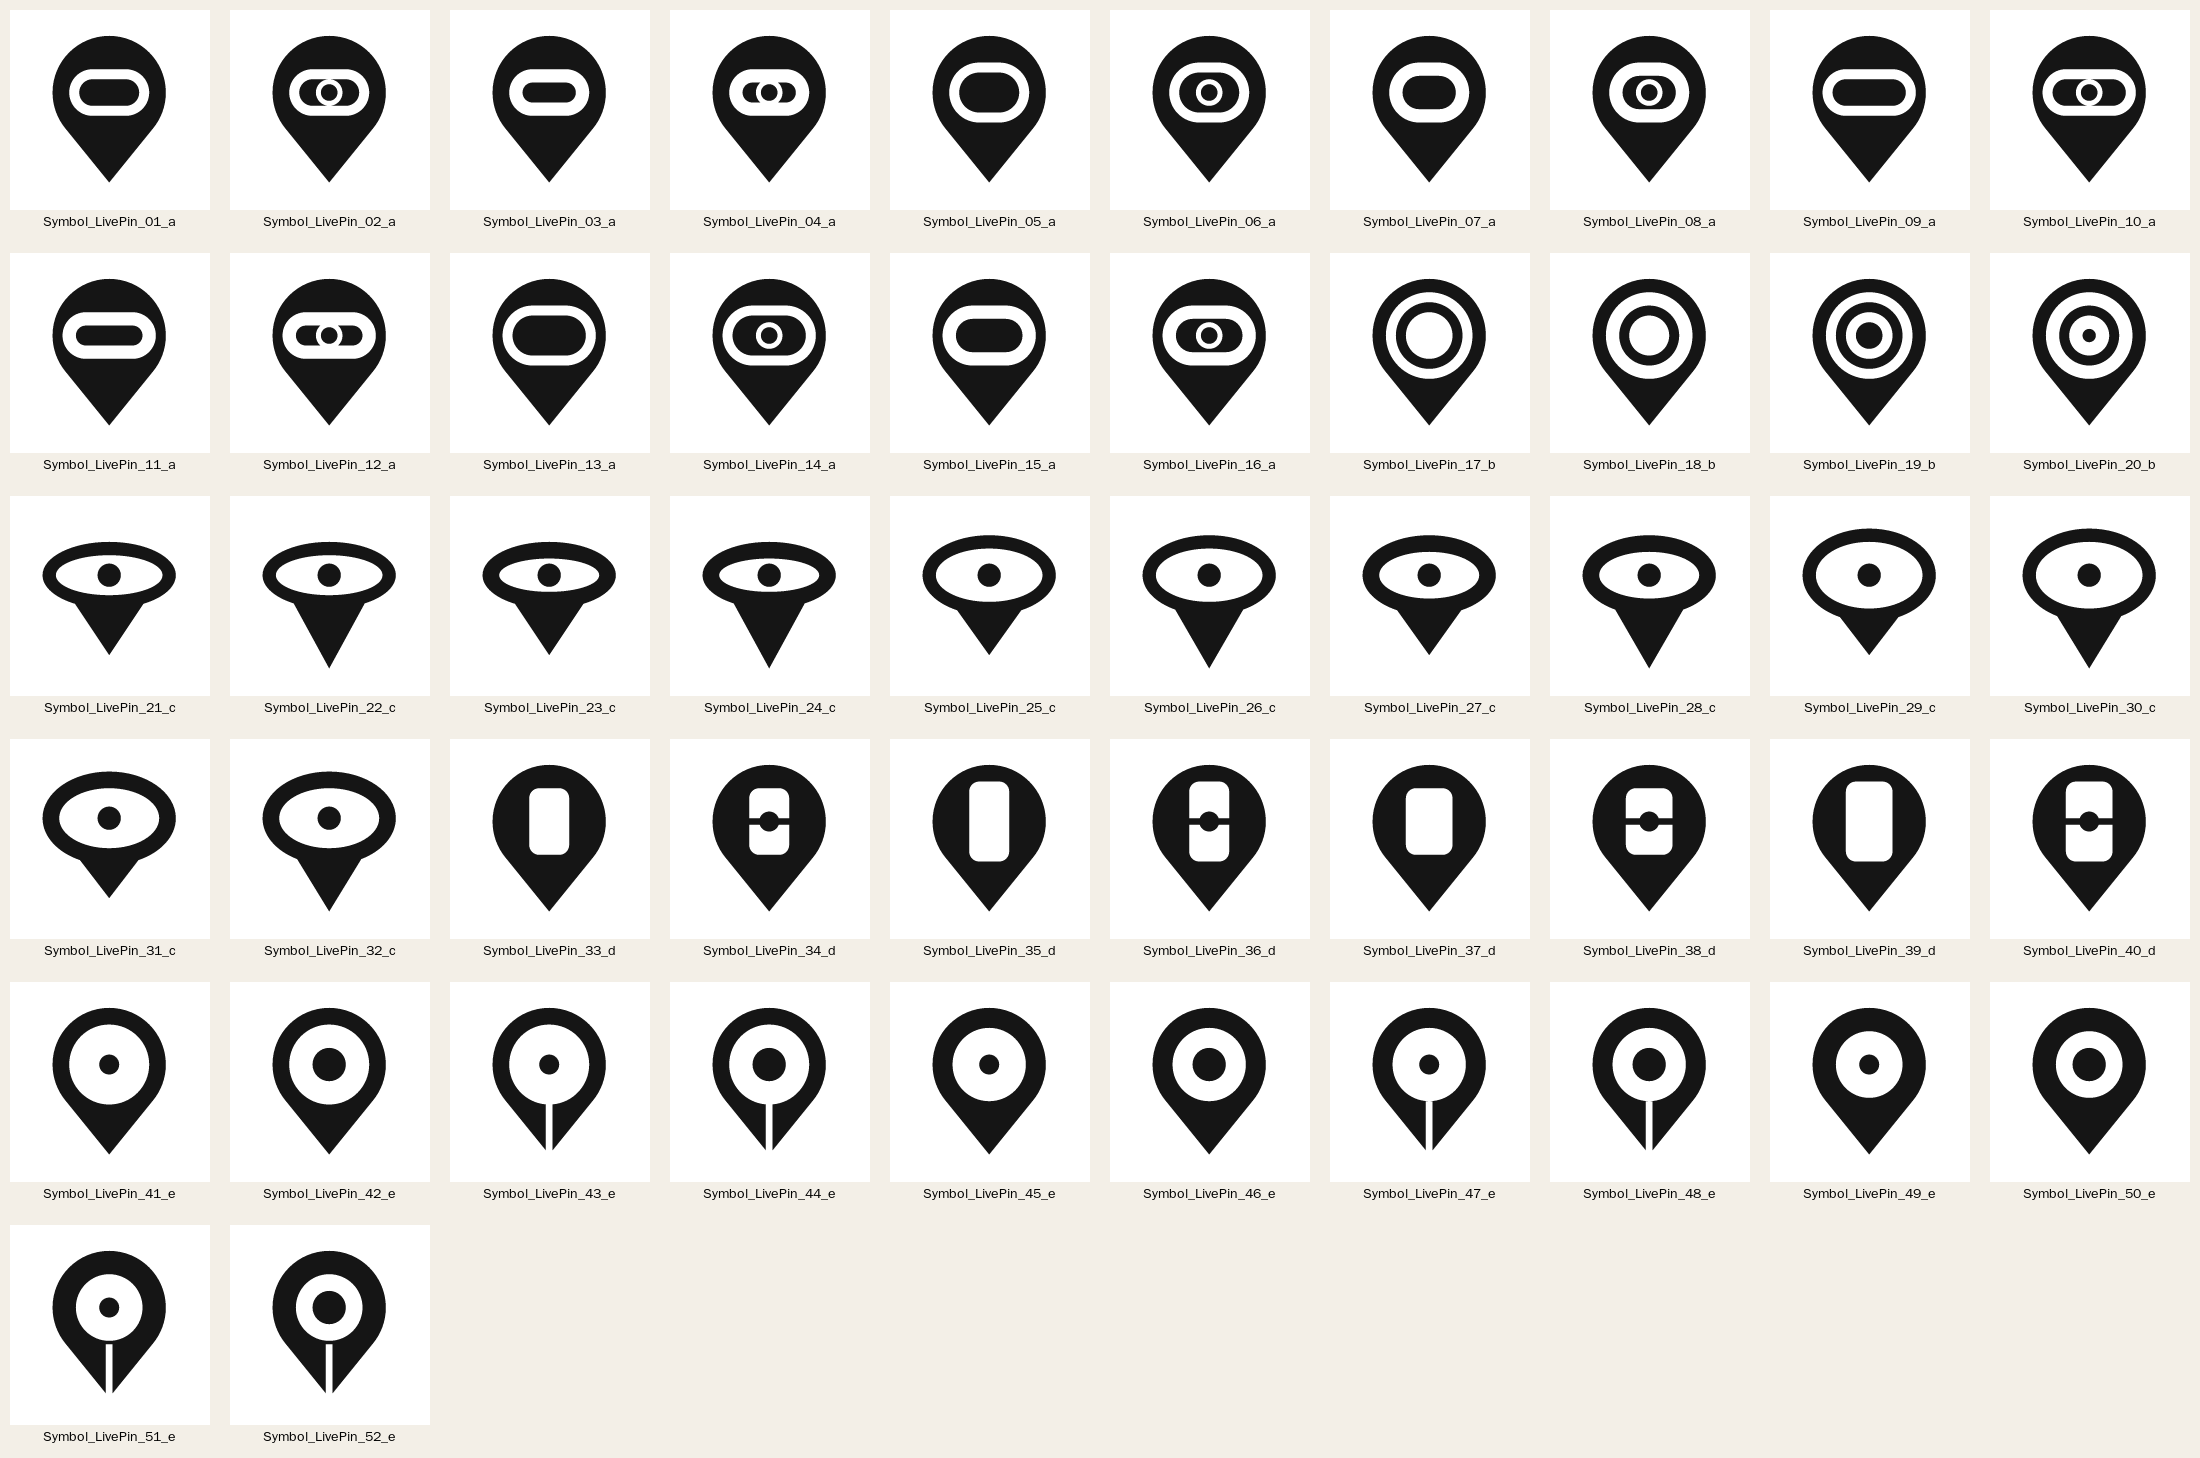 Symbol_LivePin_01_a Symbol_LivePin_02_a Symbol_LivePin_03_a Symbol_LivePin_04_a Symbol_LivePin_05_a Symbol_LivePin_06_a Symbol_LivePin_07_a Symbol_LivePin_08_a Symbol_LivePin_09_a Symbol_LivePin_10_a
Symbol_LivePin_11_a Symbol_LivePin_12_a Symbol_LivePin_13_a Symbol_LivePin_14_a Symbol_LivePin_15_a Symbol_LivePin_16_a Symbol_LivePin_17_b Symbol_LivePin_18_b Symbol_LivePin_19_b Symbol_LivePin_20_b
Symbol_LivePin_21_c Symbol_LivePin_22_c Symbol_LivePin_23_c Symbol_LivePin_24_c Symbol_LivePin_25_c Symbol_LivePin_26_c Symbol_LivePin_27_c Symbol_LivePin_28_c Symbol_LivePin_29_c Symbol_LivePin_30_c
Symbol_LivePin_31_c Symbol_LivePin_32_c Symbol_LivePin_33_d Symbol_LivePin_34_d Symbol_LivePin_35_d Symbol_LivePin_36_d Symbol_LivePin_37_d Symbol_LivePin_38_d Symbol_LivePin_39_d Symbol_LivePin_40_d
Symbol_LivePin_41_e Symbol_LivePin_42_e Symbol_LivePin_43_e Symbol_LivePin_44_e Symbol_LivePin_45_e Symbol_LivePin_46_e Symbol_LivePin_47_e Symbol_LivePin_48_e Symbol_LivePin_49_e Symbol_LivePin_50_e
Symbol_LivePin_51_e Symbol_LivePin_52_e